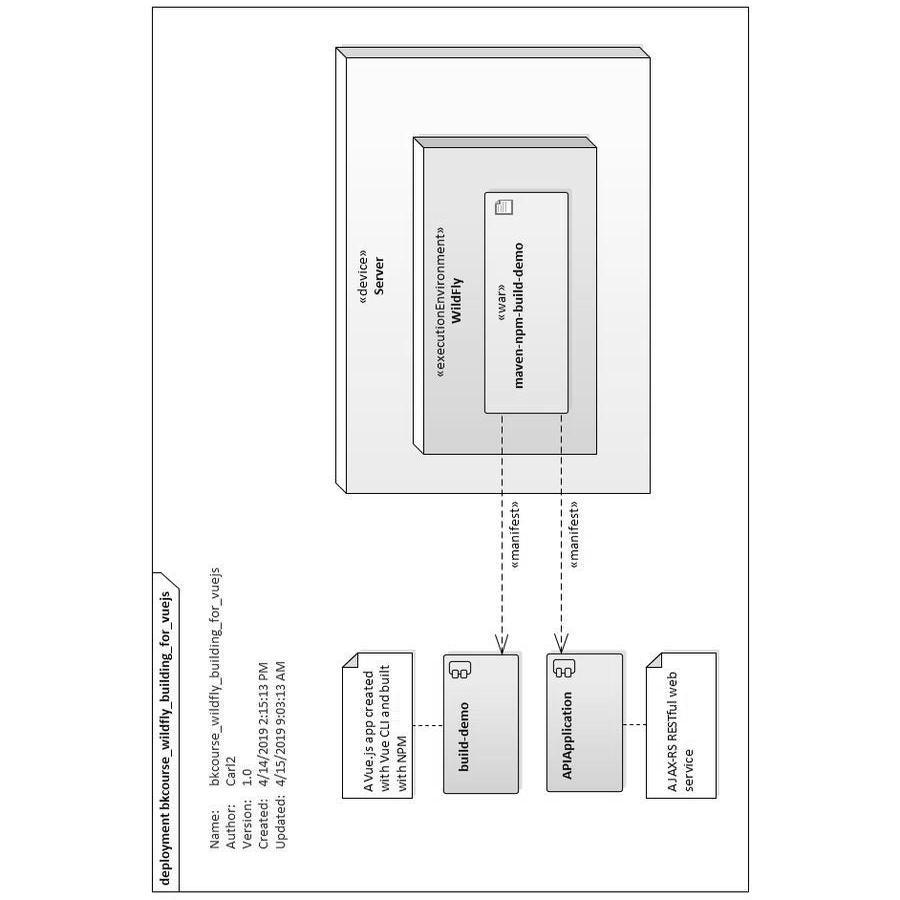 deployment bkcourse_wildfly_building_for_vuejs
Name: bkcourse_wildfly_building_for_vuejs
Author: Carl2
Version: 1.0
Created: 4/14/2019 2:15:13 PM
Updated: 4/15/2019 9:03:13 AM
«device»
Server
«executionEnvironment»
WildFly
«war»
maven-npm-build-demo
«manifest»
«manifest»
A Vue.js app created
with Vue CLI and built
with NPM
build-demo
APIApplication
AJAX-RS RESTful web
service